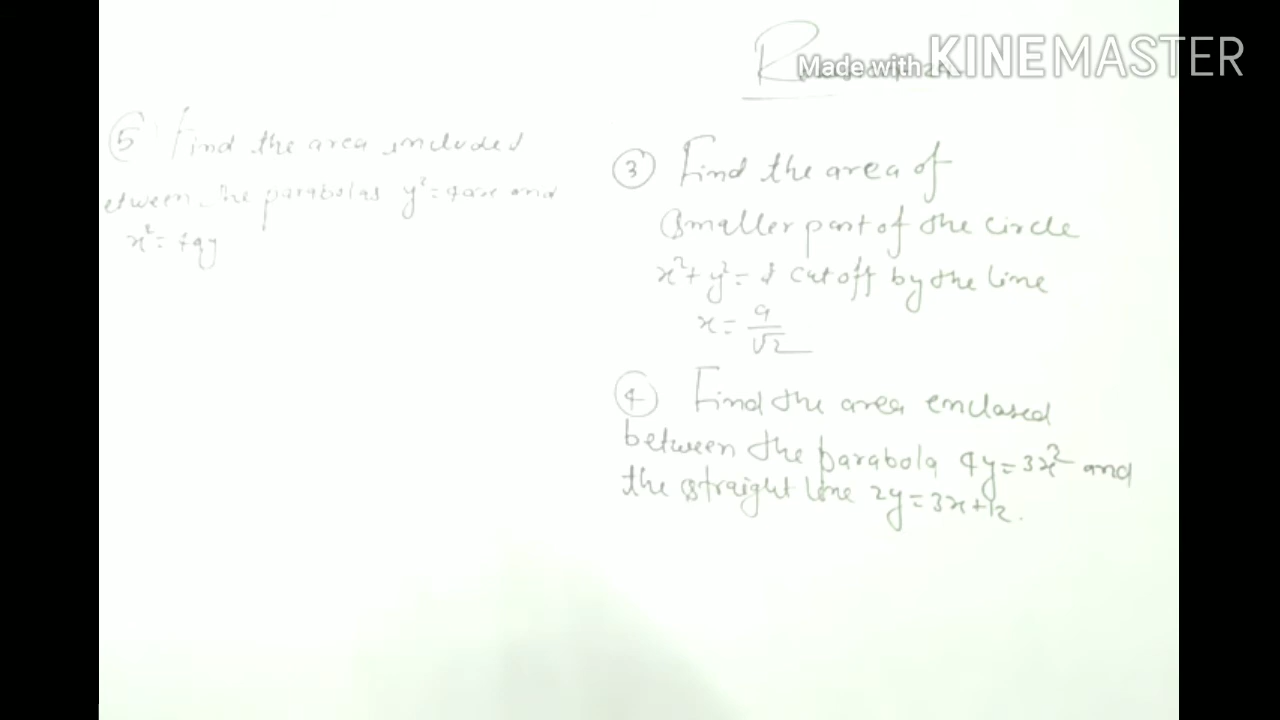 Made with KINEMASTER
⑤ Find the area included
etween the parabolas y² = 4ax and
x² = 4ay
③ Find the area of
smaller part of the circle
x² + y² = cut off by the line
x = a/√2
④ Find the area enclosed
between the parabola 4y = 3x² and
the straight line 2y = 3x + 12.